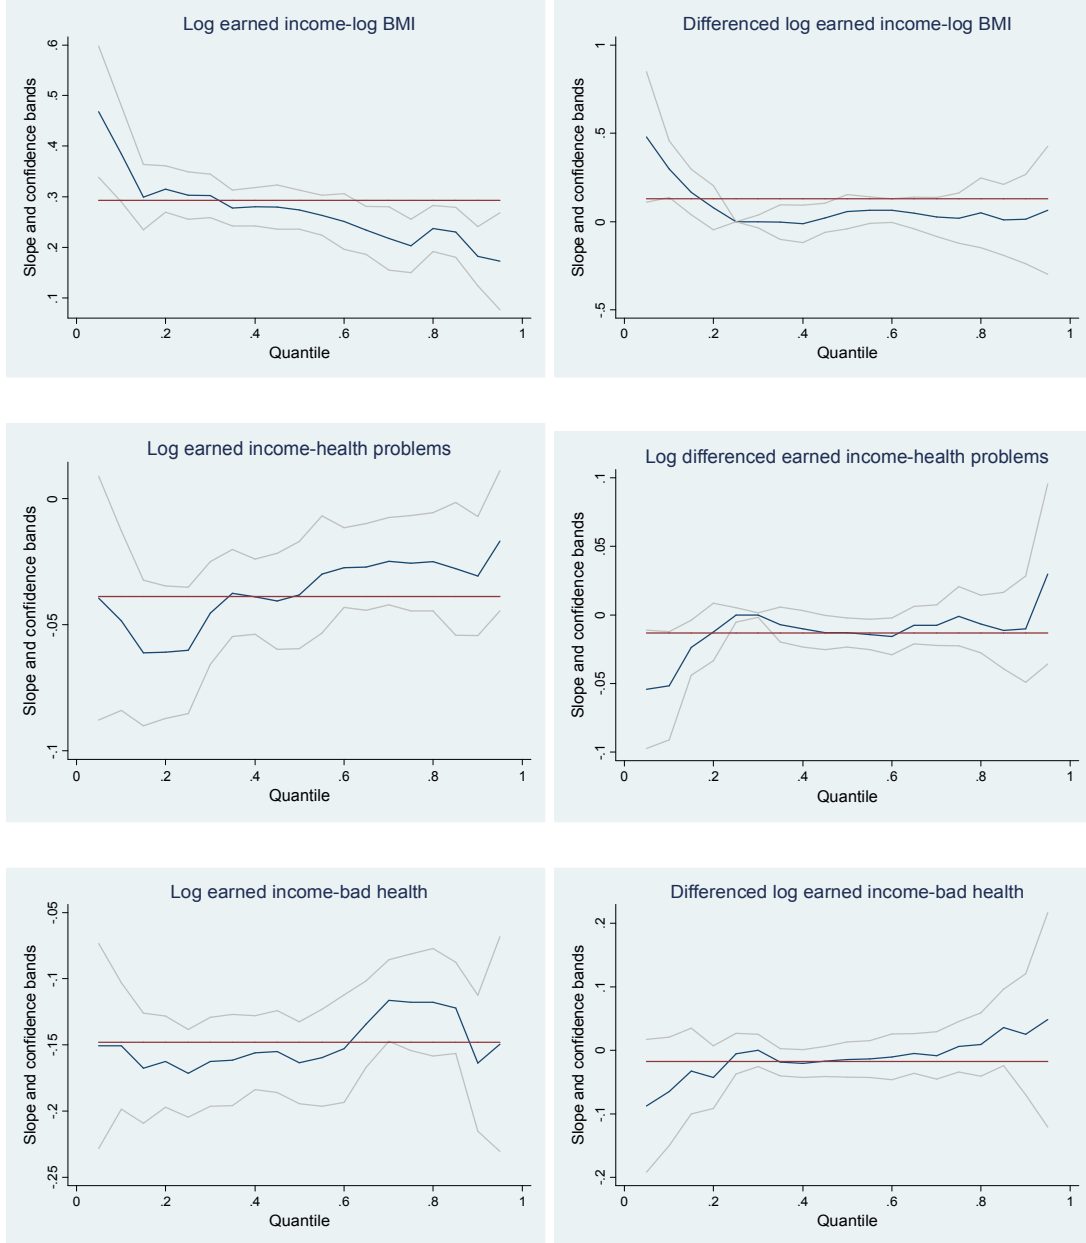 Log earned income-log BMI
Slope and confidence bands
.6
.5
.4
.3
.2
.1
0 .2 .4 .6 .8 1
Quantile
Differenced log earned income-log BMI
Slope and confidence bands
1
.5
0
-.5
0 .2 .4 .6 .8 1
Quantile
Log earned income-health problems
Slope and confidence bands
0
-.05
-.1
0 .2 .4 .6 .8 1
Quantile
Log differenced earned income-health problems
Slope and confidence bands
.1
.05
0
-.05
-.1
0 .2 .4 .6 .8 1
Quantile
Log earned income-bad health
Slope and confidence bands
-.05
-.1
-.15
-.2
-.25
0 .2 .4 .6 .8 1
Quantile
Differenced log earned income-bad health
Slope and confidence bands
.2
.1
0
-.1
-.2
0 .2 .4 .6 .8 1
Quantile